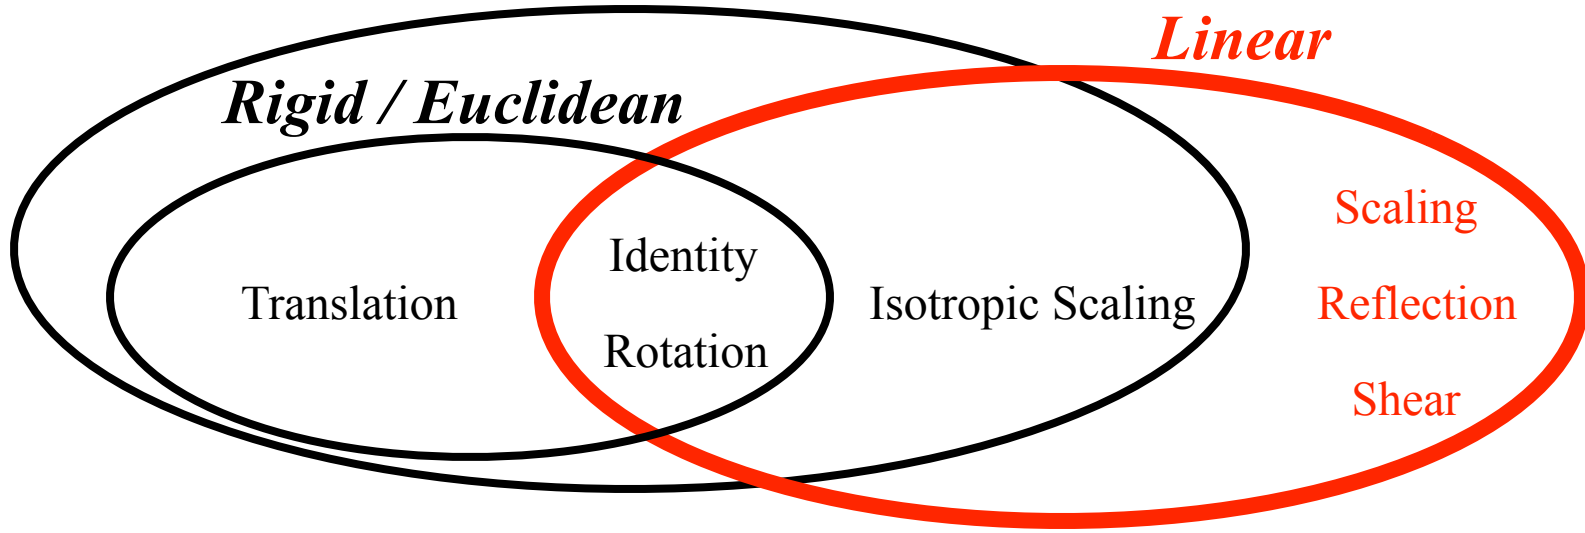 Linear
Rigid / Euclidean
Scaling
Identity
Translation
Isotropic Scaling
Reflection
Rotation
Shear